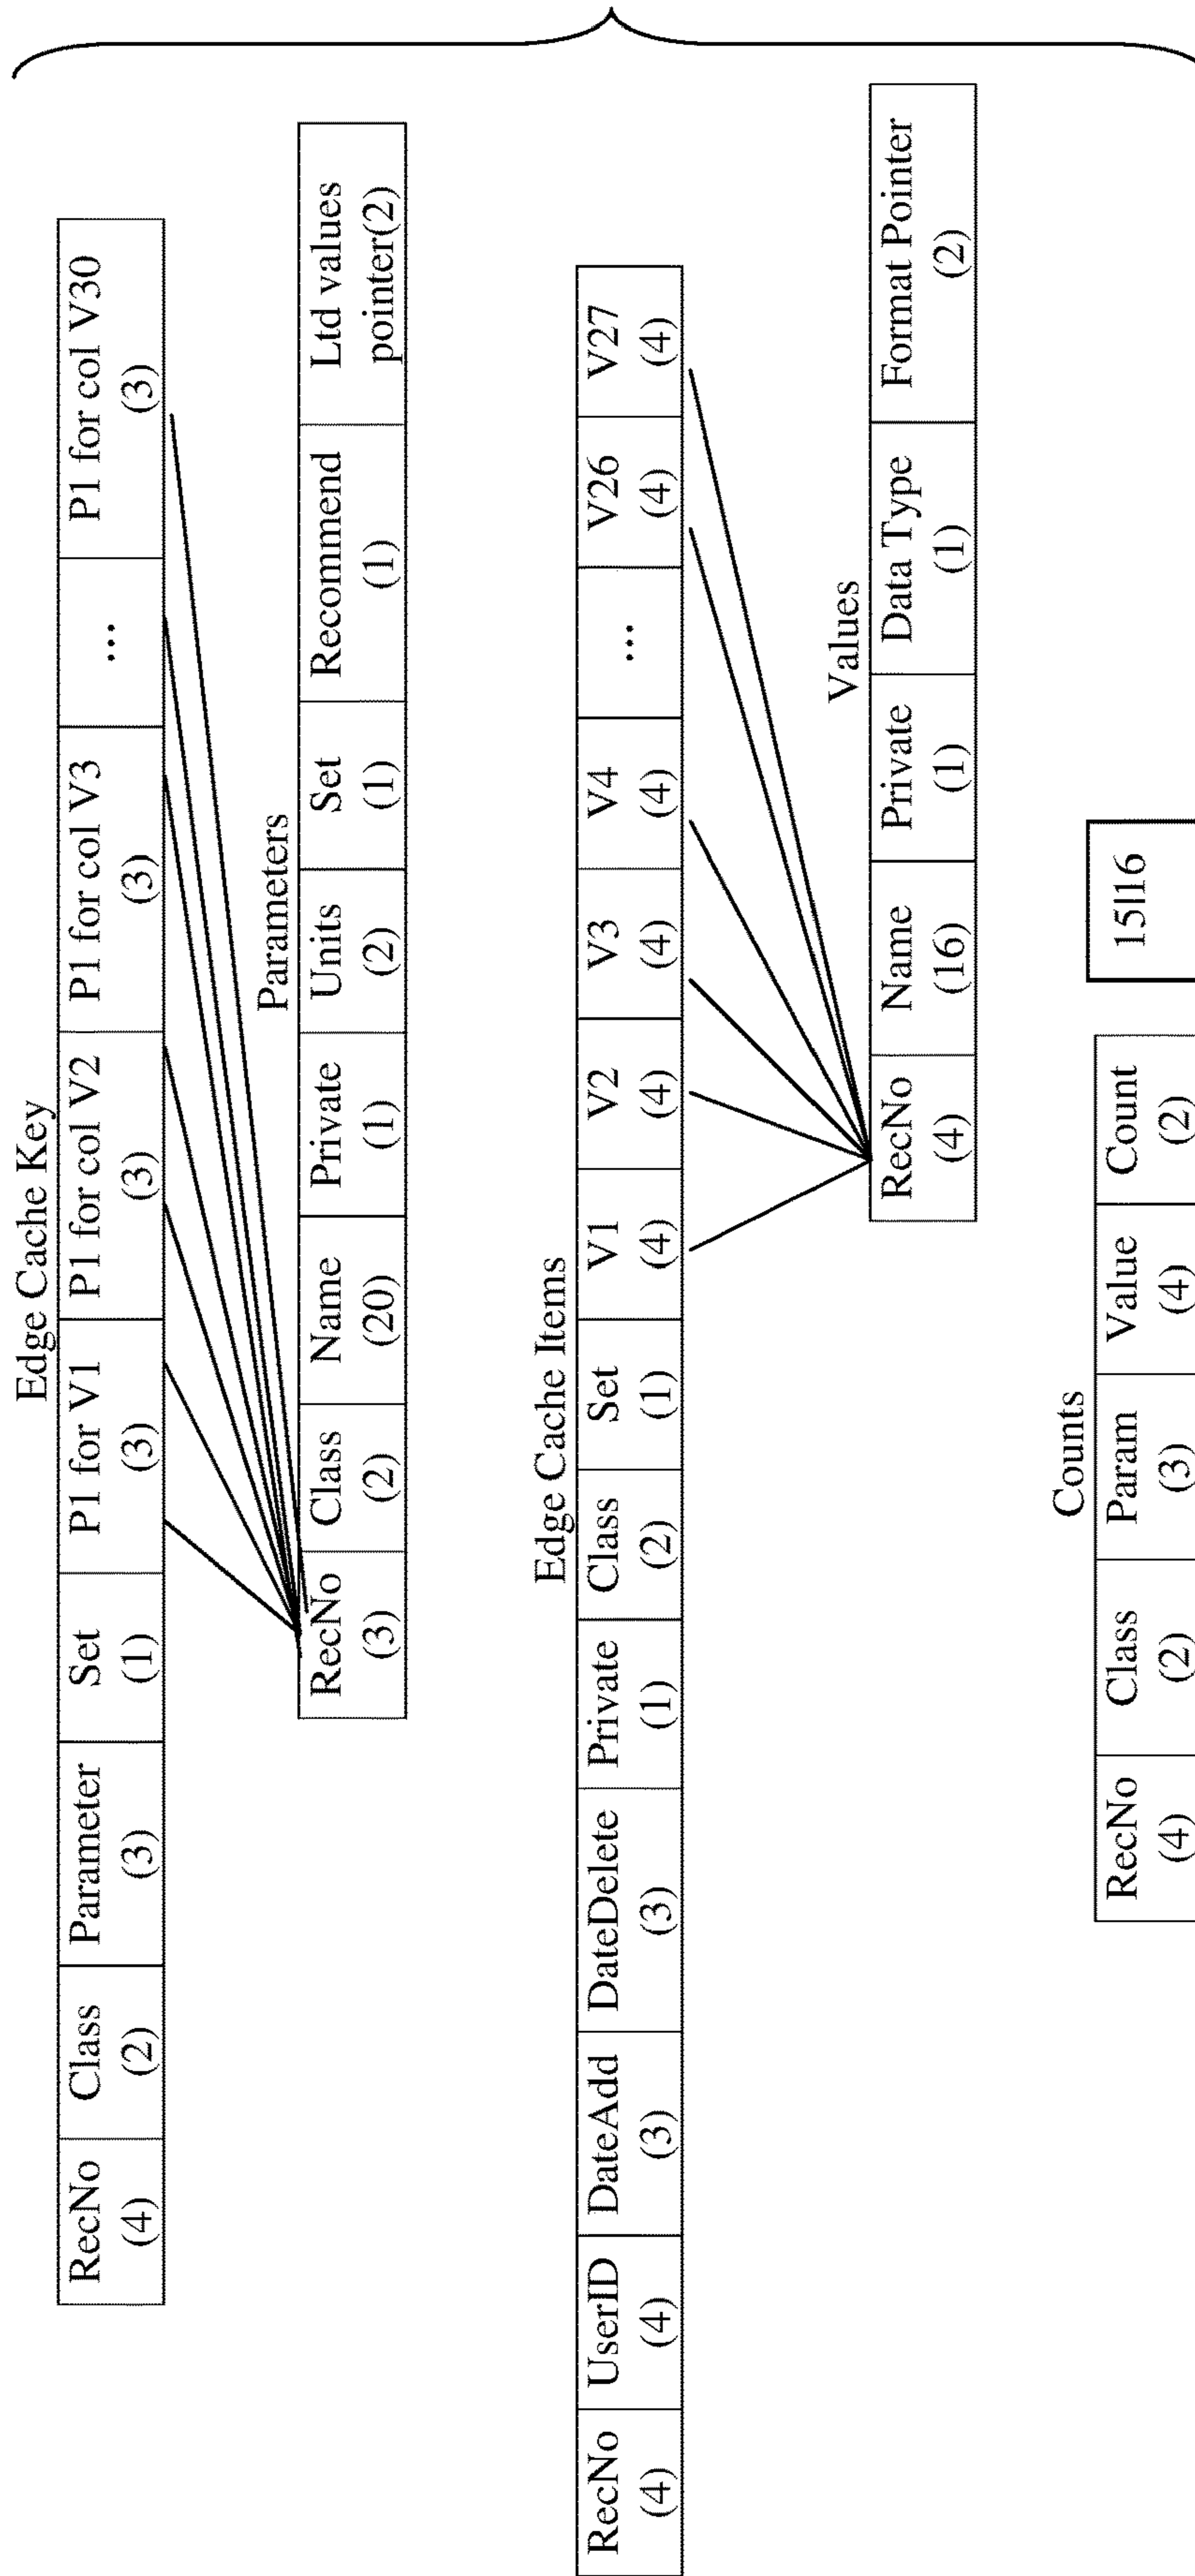 Edge Cache Key
RecNo Class Parameter Set P1 for V1 P1 for col V2 P1 for col V3 ... P1 for col V30
(4) (2) (3) (1) (3) (3) (3) (3)
Parameters
RecNo Class Name Private Units Set Recommend Ltd values
(3) (2) (20) (1) (2) (1) (1) pointer(2)
Edge Cache Items
RecNo UserID DateAdd DateDelete Private Class Set V1 V2 V3 V4 ... V26 V27
(4) (4) (3) (3) (1) (2) (1) (4) (4) (4) (4) (4) (4)
Values
RecNo Name Private Data Type Format Pointer
(4) (16) (1) (1) (2)
Counts
RecNo Class Param Value Count
(4) (2) (3) (4) (2)
15||16